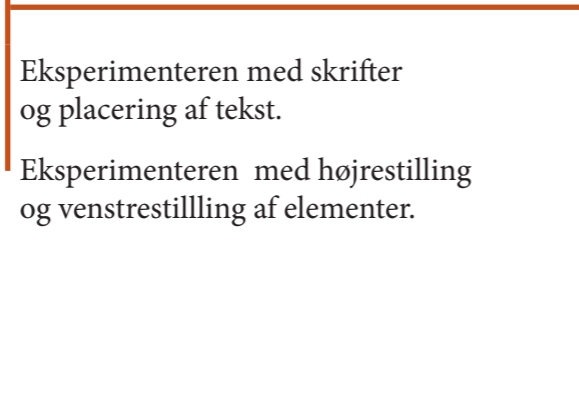 Eksperimenteren med skrifter
og placering af tekst.
Eksperimenteren  med højrestilling
og venstrestillling af elementer.